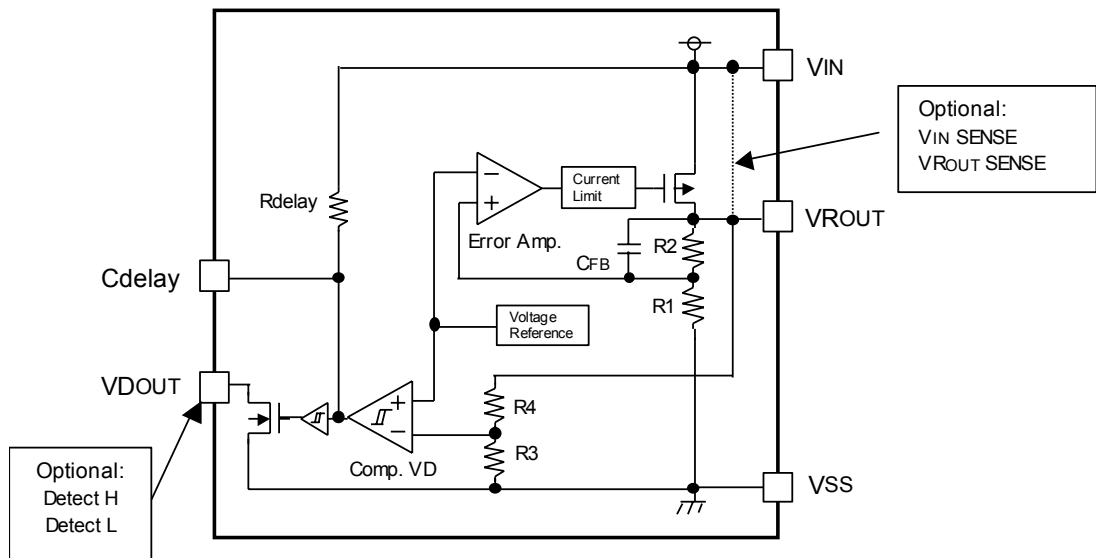 VIN
Optional:
VIN SENSE
VROUT SENSE
−
+
Current
Limit
Rdelay
Error Amp.
VROUT
R2
CFB
Cdelay
R1
Voltage
Reference
VDOUT
+
−
R4
R3
Comp. VD
Optional:
Detect H
Detect L
VSS